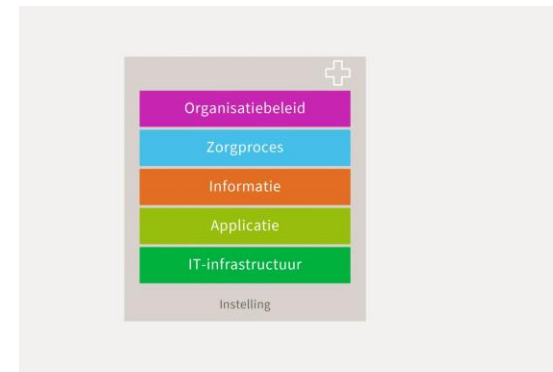 Organisatiebeleid
Zorgproces
Informatie
Applicatie
IT-infrastructuur
Instelling